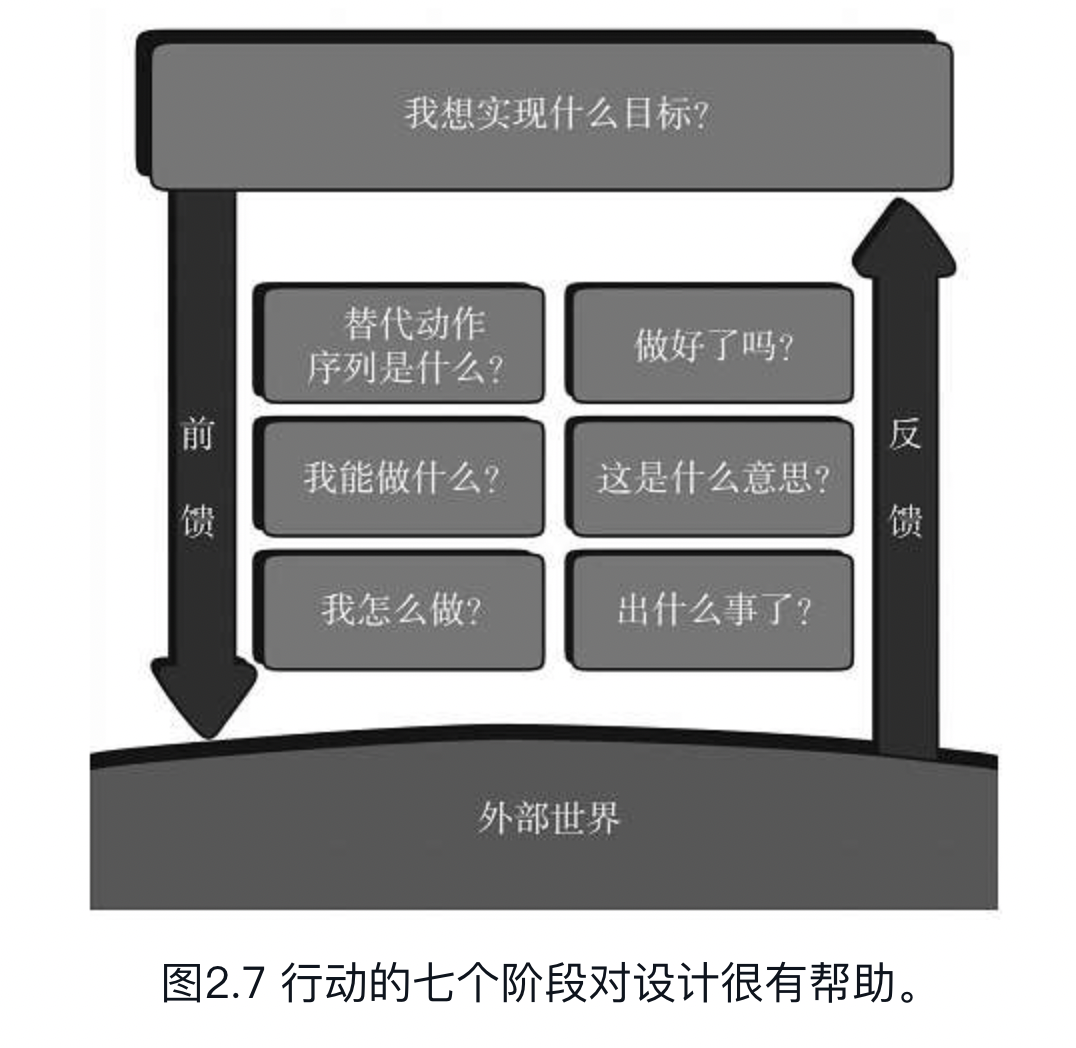 我想实现什么目标?
替代动作
序列是什么?
做好了吗?
前
馈
我能做什么?
这是什么意思?
反
馈
我怎么做?
出什么事了?
外部世界
图2.7 行动的七个阶段对设计很有帮助。